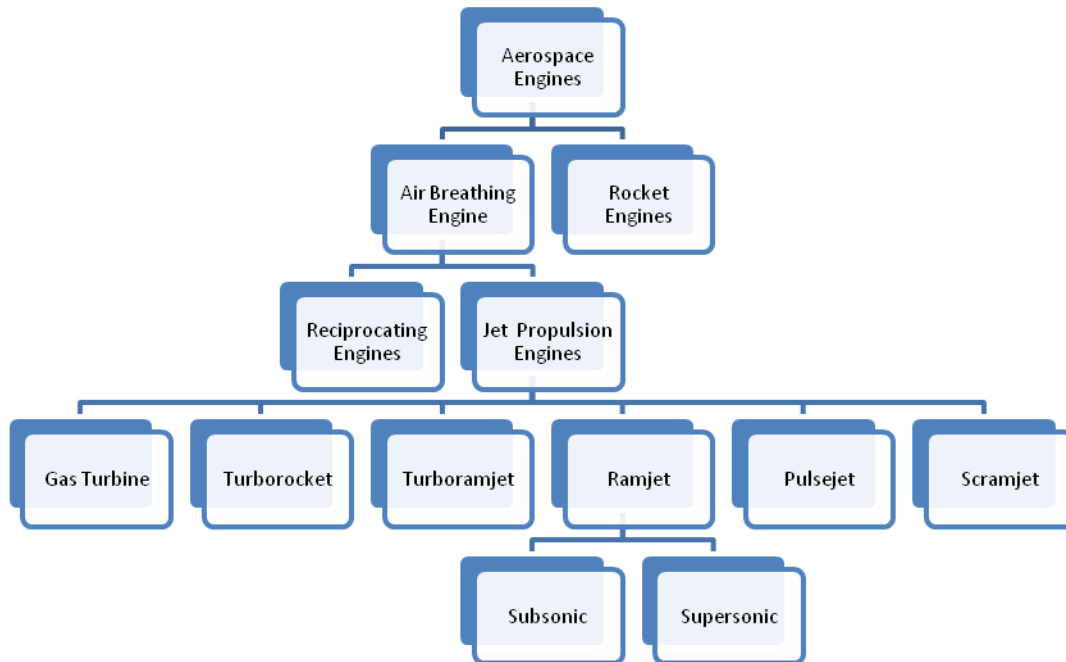 Aerospace
Engines
Air Breathing
Engine
Rocket
Engines
Reciprocating
Engines
Jet Propulsion
Engines
Gas Turbine
Turborocket
Turboramjet
Ramjet
Pulsejet
Scramjet
Subsonic
Supersonic